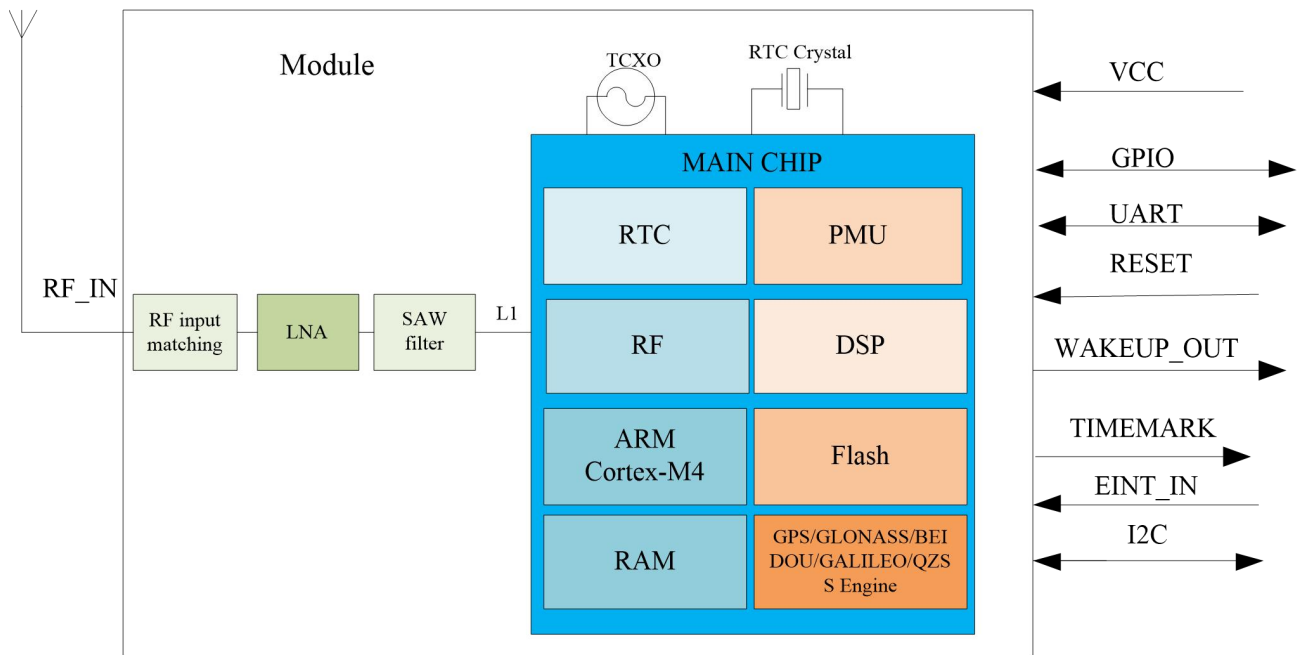 Module
TCXO
RTC Crystal
MAIN CHIP
RTC
PMU
RF
DSP
ARM
Cortex-M4
Flash
RAM
GPS/GLONASS/BEI
DOU/GALILEO/QZS
S Engine
RF_IN
RF input
matching
LNA
SAW
filter
L1
VCC
GPIO
UART
RESET
WAKEUP_OUT
TIMEMARK
EINT_IN
I2C